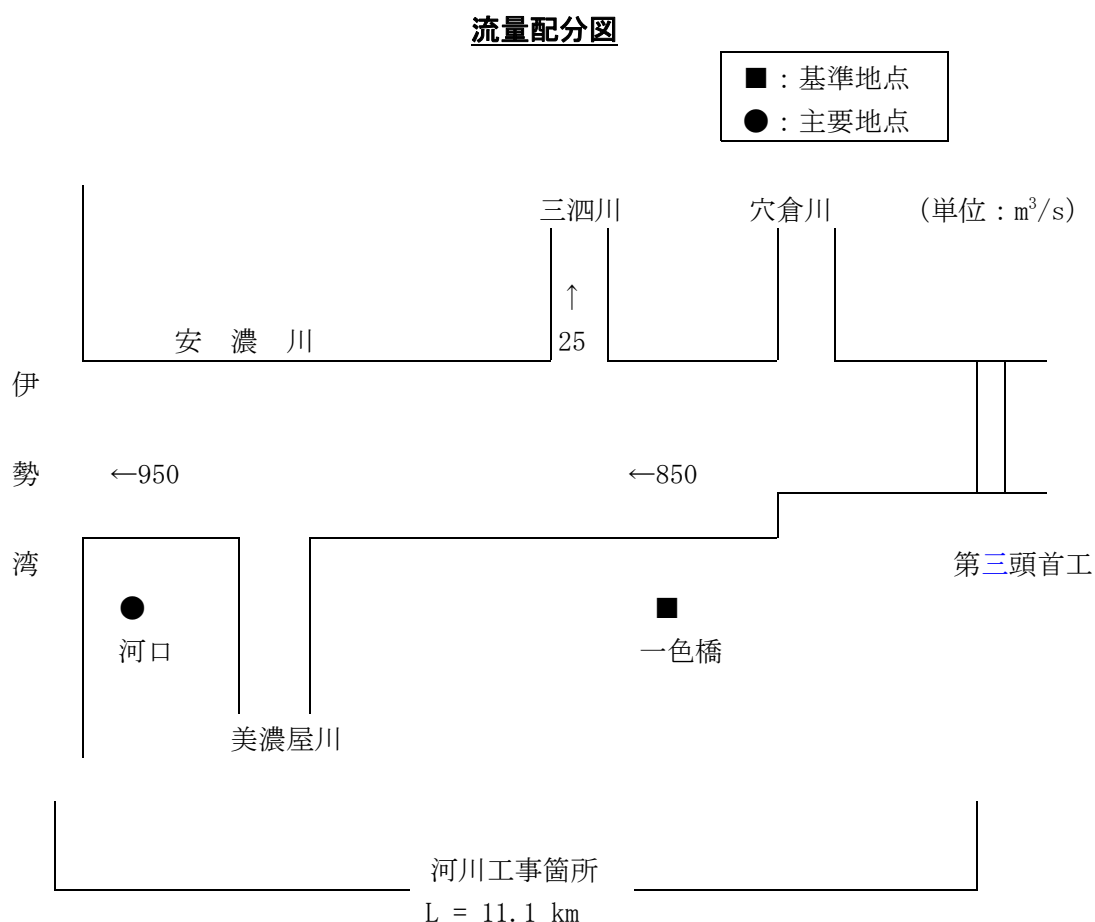 流量配分図
■：基準地点
●：主要地点
三泗川
穴倉川
(単位：m³/s)
↑
25
安 濃 川
伊
勢
湾
←950
←850
第三頭首工
●
■
河口
一色橋
美濃屋川
河川工事箇所
L = 11.1 km